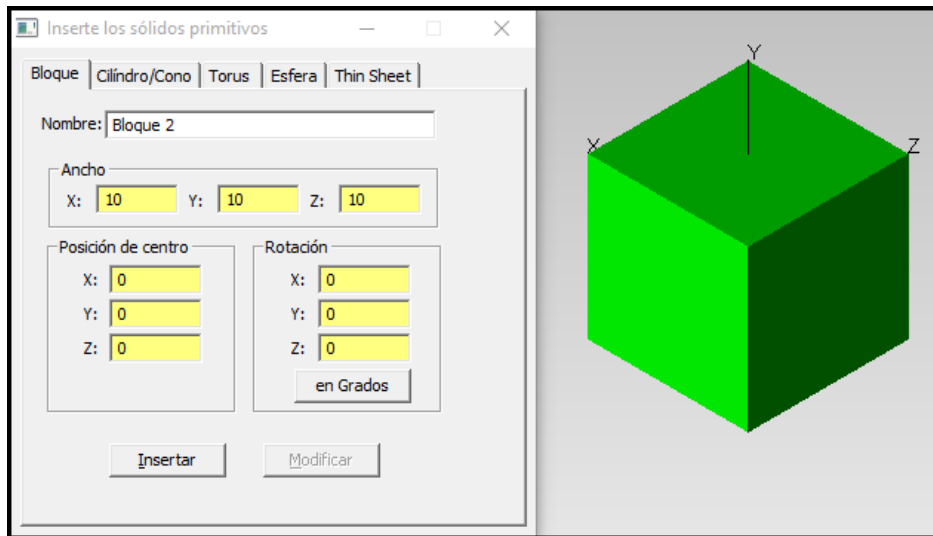 Inserte los sólidos primitivos
Bloque Cilíndro/Cono Torus Esfera Thin Sheet
Nombre: Bloque 2
Ancho
X: 10 Y: 10 Z: 10
Posición de centro
X: 0
Y: 0
Z: 0
Rotación
X: 0
Y: 0
Z: 0
en Grados
Insertar Modificar
Y
X Z